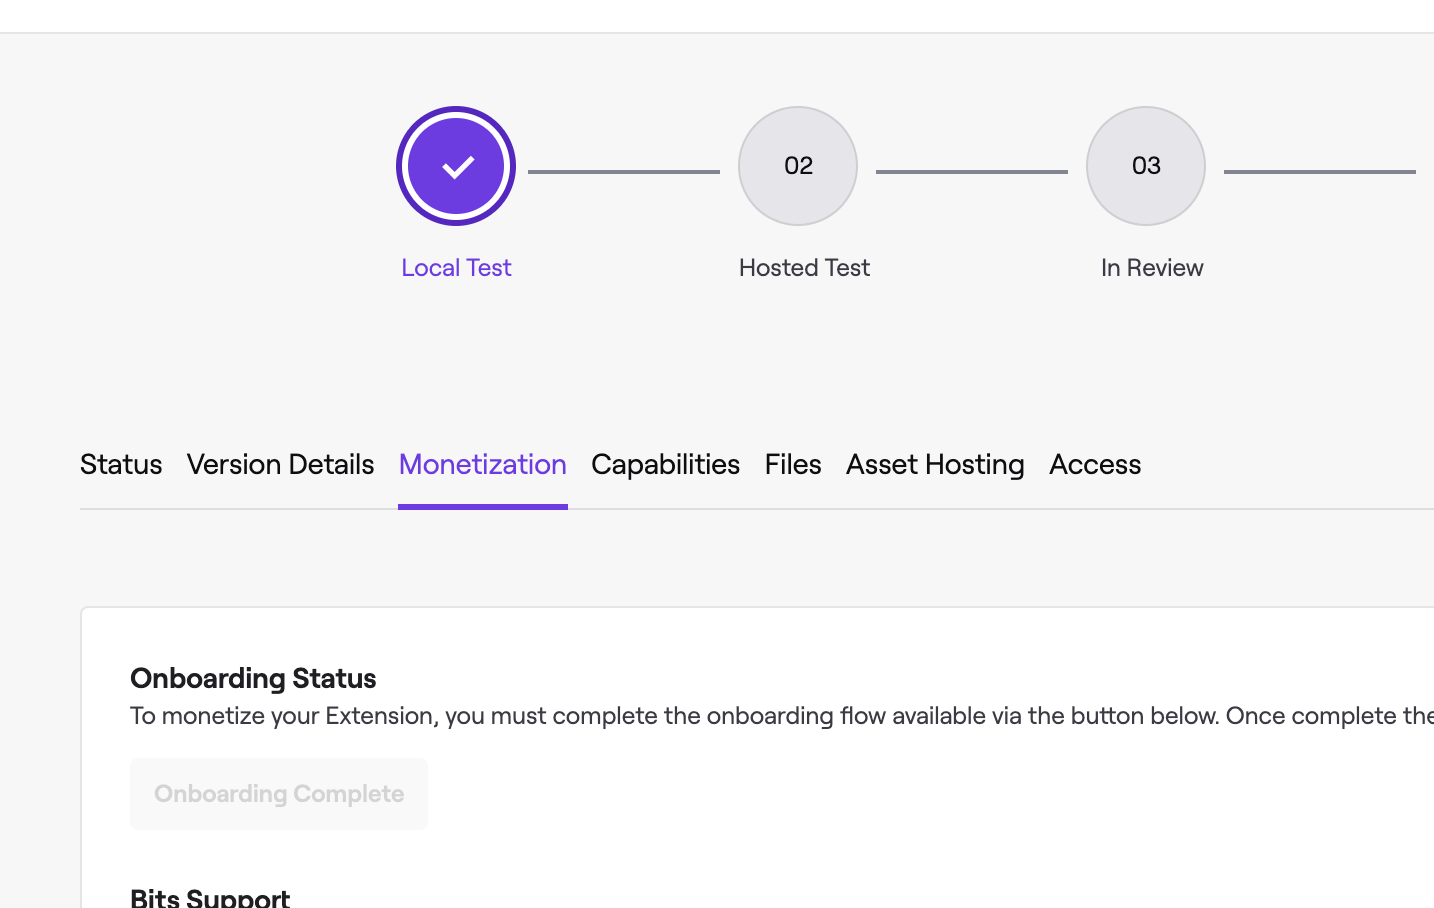 02
03
Local Test
Hosted Test
In Review
Status Version Details Monetization Capabilities Files Asset Hosting Access
Onboarding Status
To monetize your Extension, you must complete the onboarding flow available via the button below. Once complete the
Onboarding Complete
Bits Support